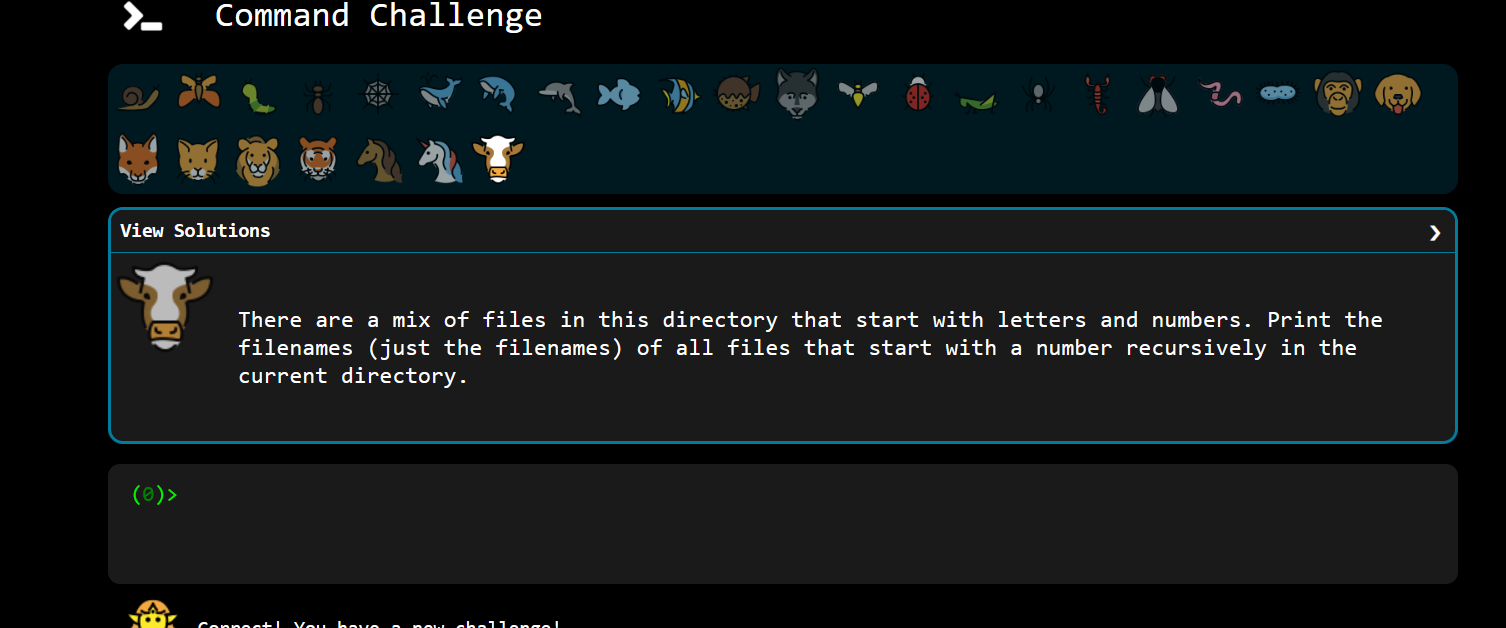 Command Challenge
View Solutions
There are a mix of files in this directory that start with letters and numbers. Print the
filenames (just the filenames) of all files that start with a number recursively in the
current directory.
(0)>
Correct! You have a new challenge!